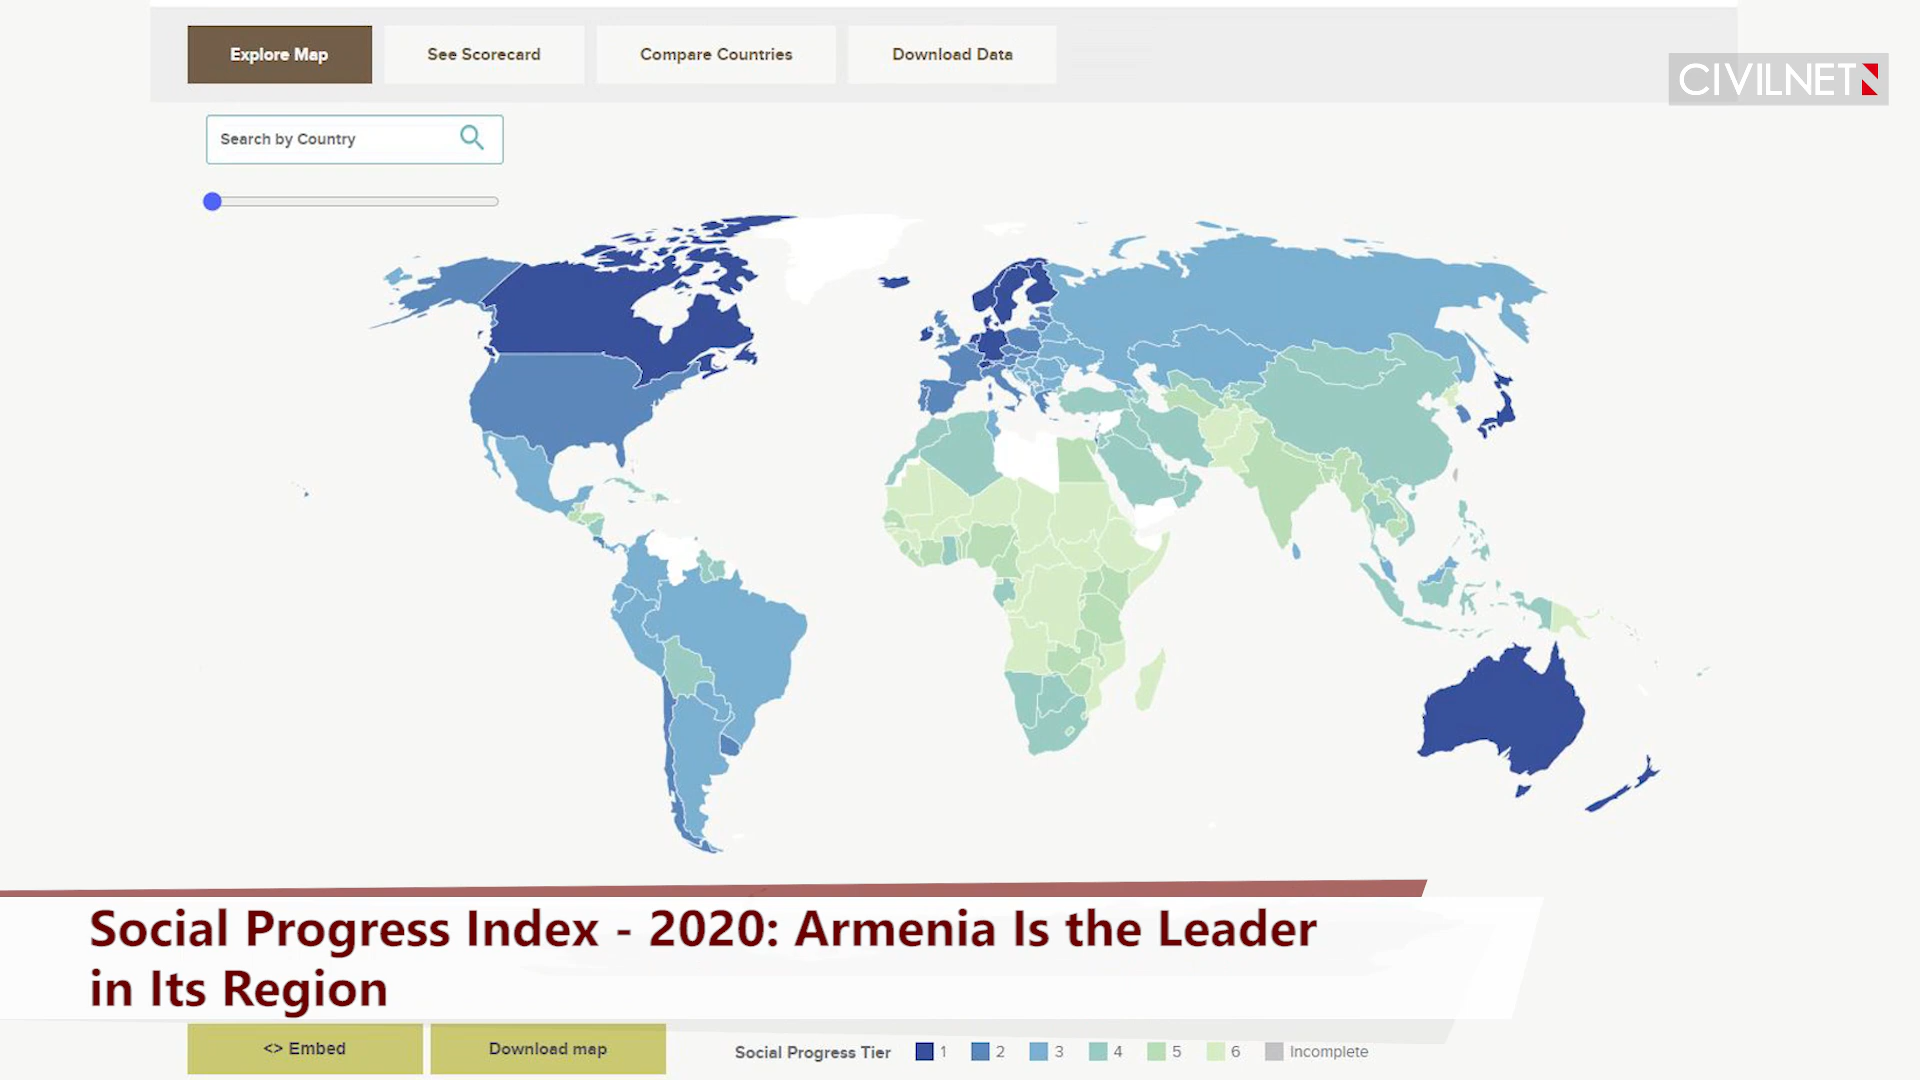 Explore Map
See Scorecard
Compare Countries
Download Data
CIVILNET
Search by Country
Social Progress Index - 2020: Armenia Is the Leader
in Its Region
<> Embed
Download map
Social Progress Tier 1 2 3 4 5 6 Incomplete